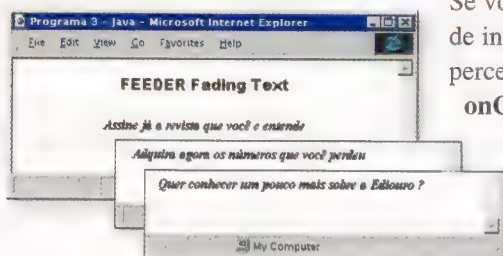 Programa 3 - Java - Microsoft Internet Explorer
File Edit View Go Favorites Help
FEEDER Fading Text
Assine já a revista que você e entende
Adquira agora os números que você perdeu
Quer conhecer um pouco mais sobre a Ediouro ?
My Computer
Se vo
de in
perce